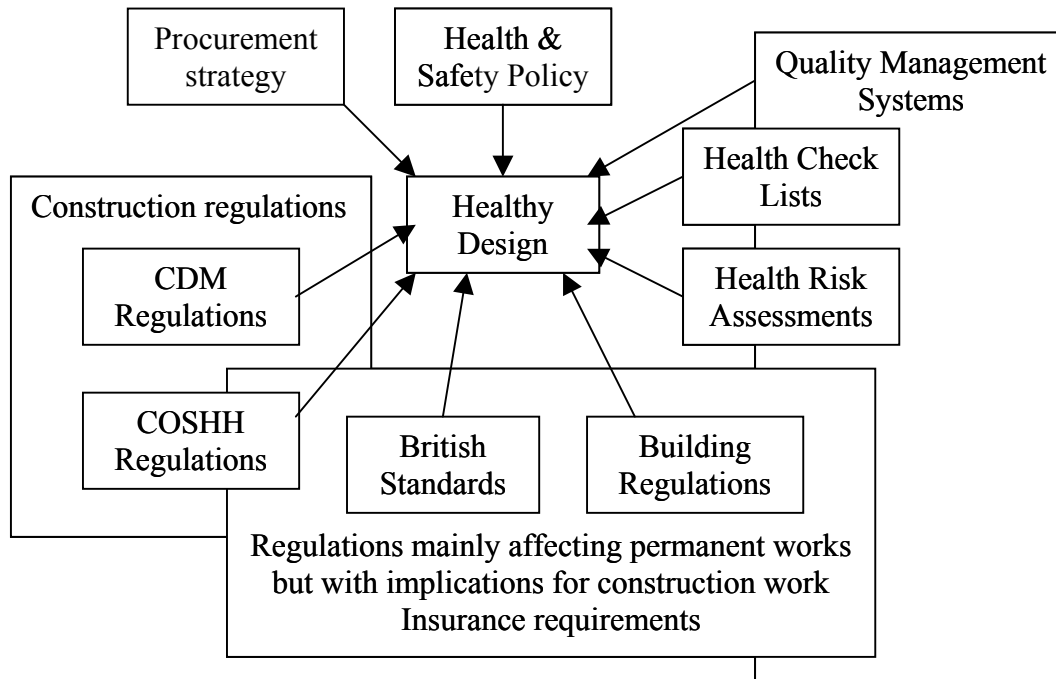 Procurement
strategy
Health &
Safety Policy
Quality Management
Systems
Health Check
Lists
Construction regulations
Healthy
Design
CDM
Regulations
Health Risk
Assessments
COSHH
Regulations
British
Standards
Building
Regulations
Regulations mainly affecting permanent works
but with implications for construction work
Insurance requirements